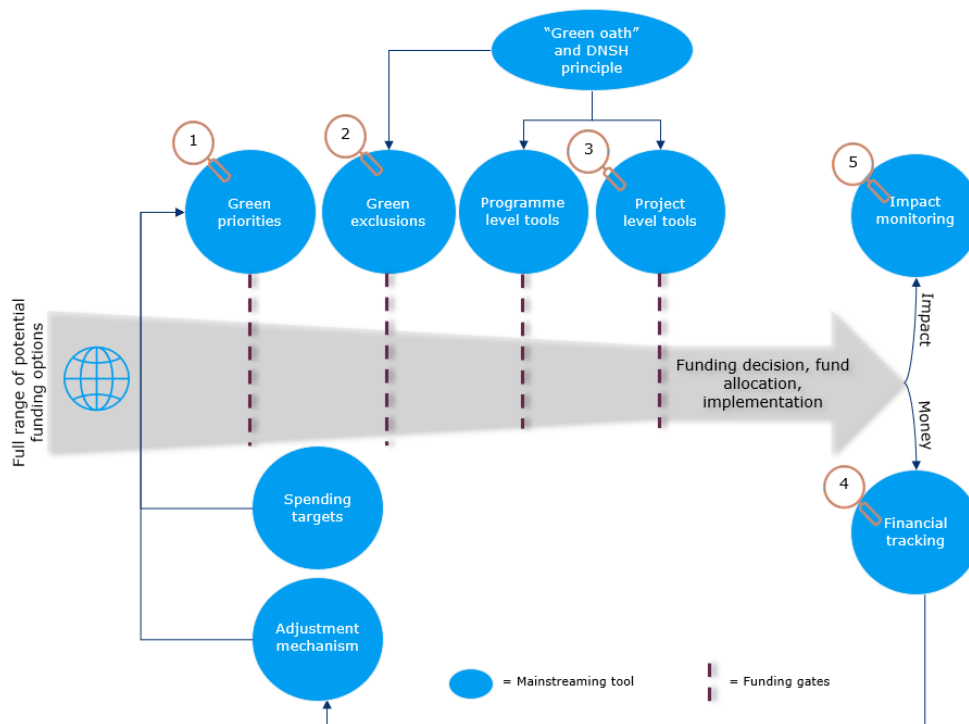 “Green oath”
and DNSH
principle
1
2
3
5
Green
priorities
Green
exclusions
Programme
level tools
Project
level tools
Impact
monitoring
Full range of potential
funding options
Impact
Funding decision, fund
allocation,
implementation
Money
Spending
targets
4
Financial
tracking
Adjustment
mechanism
= Mainstreaming tool
= Funding gates